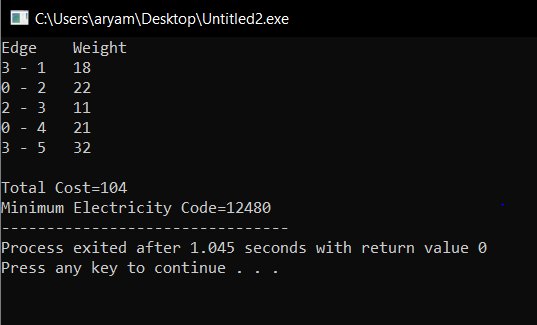 C:\Users\aryam\Desktop\Untitled2.exe
Edge    Weight
3 - 1   18
0 - 2   22
2 - 3   11
0 - 4   21
3 - 5   32
Total Cost=104
Minimum Electricity Code=12480
--------------------------------
Process exited after 1.045 seconds with return value 0
Press any key to continue . . .